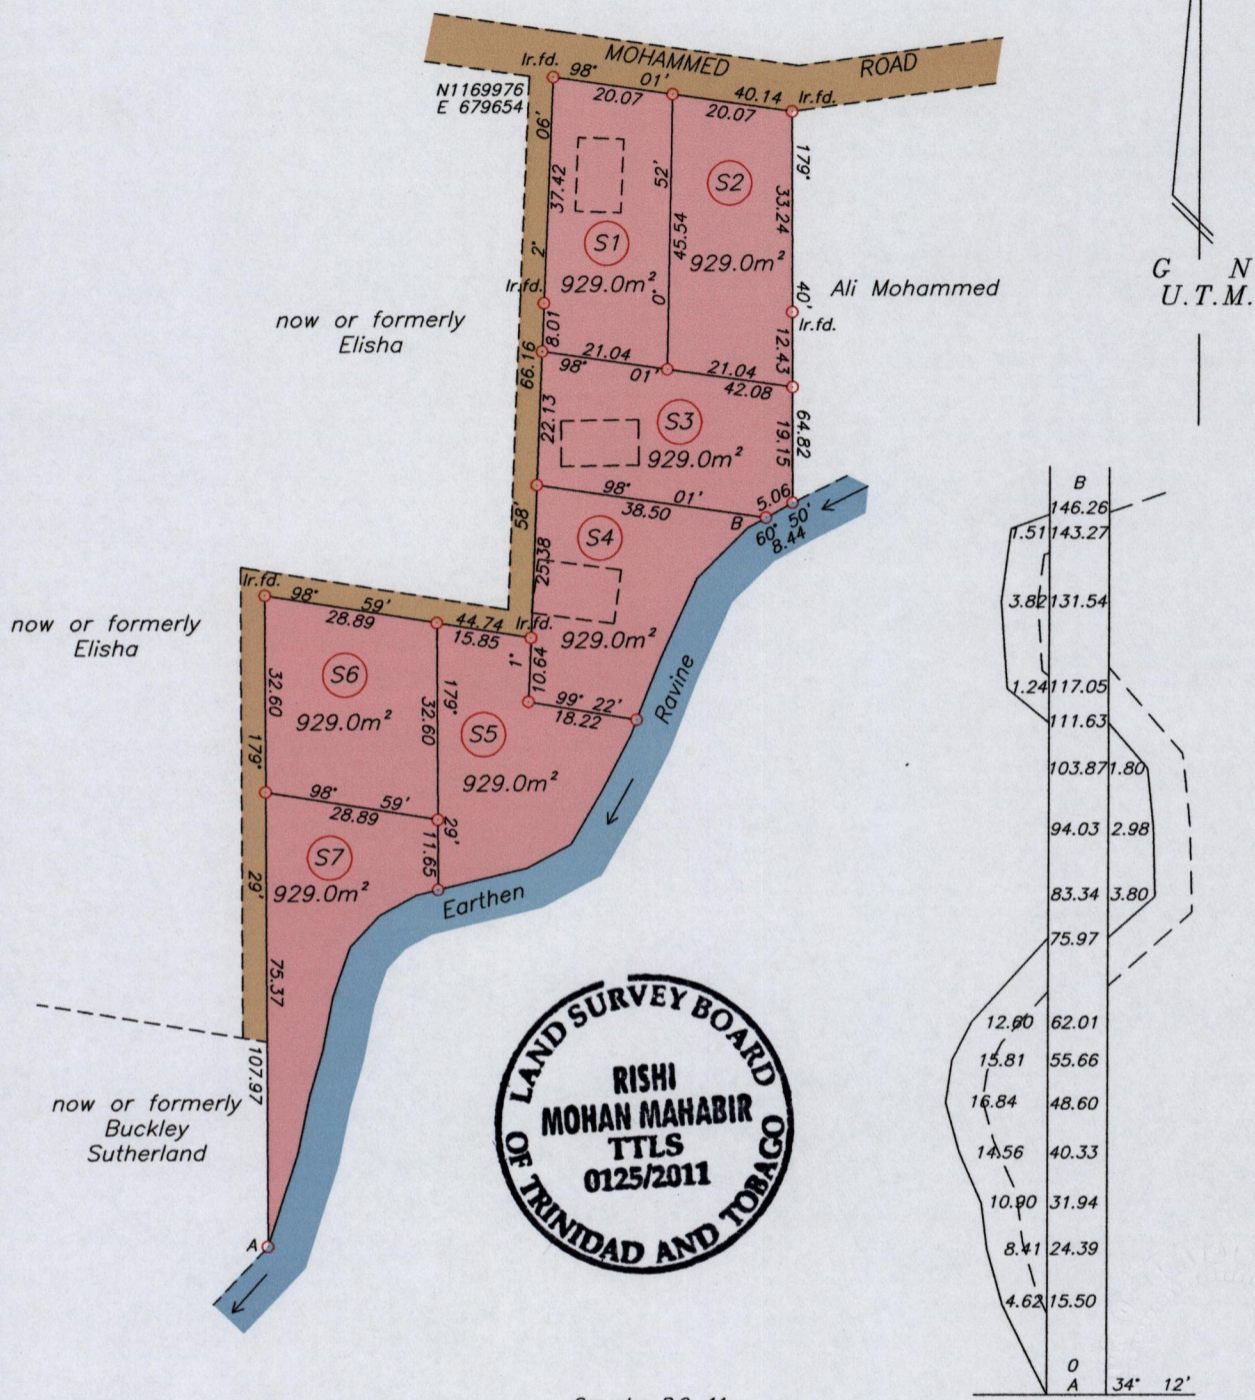 MOHAMMED ROAD
Ir.fd.
98° 01'
20.07
40.14
20.07
Ir.fd.
N1169976
E 679654
06'
37.42
2°
S1
929.0m²
52'
45.54
0°
S2
929.0m²
179°
33.24
40'
Ir.fd.
12.43
Ali Mohammed
G N
U.T.M.
now or formerly
Elisha
Ir.fd.
8.01
66.16
21.04
98° 01'
21.04
42.08
22.13
S3
929.0m²
19.15
64.82
98° 01'
38.50
B
5.06
60° 50'
8.44
58'
S4
25.38
929.0m²
now or formerly
Elisha
Ir.fd.
98° 59'
28.89
44.74
15.85
Ir.fd.
1°
10.64
99° 22'
18.22
Ravine
S6
929.0m²
32.60
179°
32.60
179°
S5
929.0m²
98° 59'
28.89
29'
11.65
S7
929.0m²
29'
Earthen
75.37
107.97
now or formerly
Buckley
Sutherland
A
LAND SURVEY BOARD
RISHI
MOHAN MAHABIR
TTLS
0125/2011
OF TRINIDAD AND TOBAGO
B
146.26
1.51 143.27
3.82 131.54
1.24 117.05
111.63
103.87 1.80
94.03 2.98
83.34 3.80
75.97
12.60 62.01
15.81 55.66
16.84 48.60
14.56 40.33
10.90 31.94
8.41 24.39
4.62 15.50
0
A 34° 12'